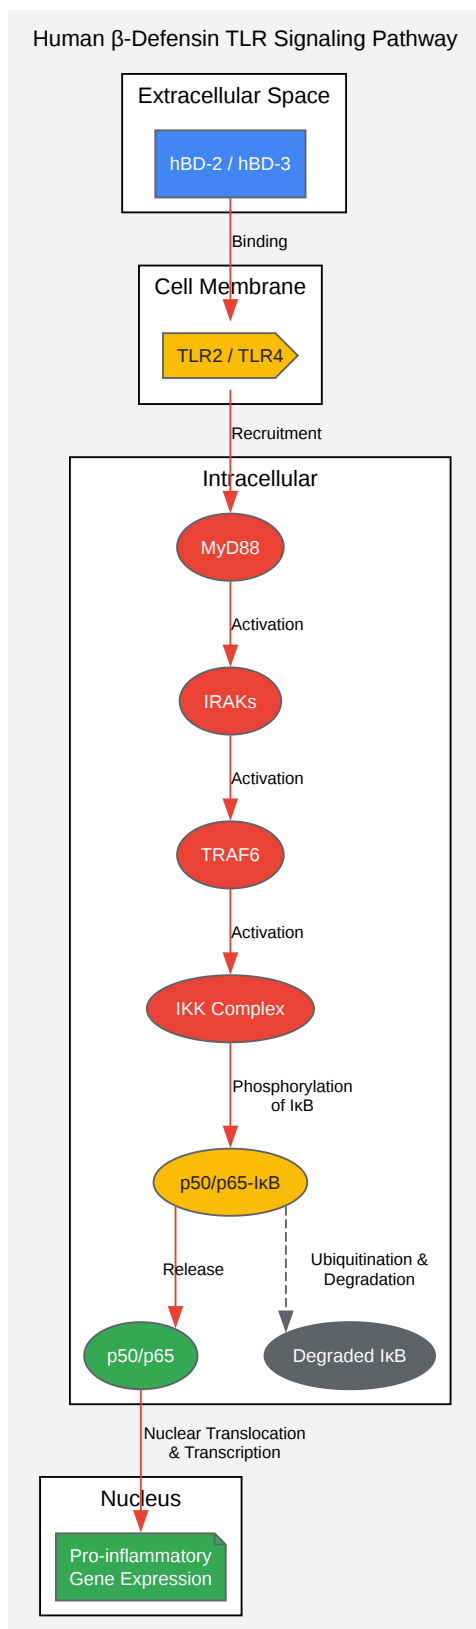 Human β-Defensin TLR Signaling Pathway
Extracellular Space
hBD-2 / hBD-3
Binding
Cell Membrane
TLR2 / TLR4
Recruitment
Intracellular
MyD88
Activation
IRAKs
Activation
TRAF6
Activation
IKK Complex
Phosphorylation
of IκB
p50/p65-IκB
Release
Ubiquitination &
Degradation
p50/p65
Degraded IκB
Nuclear Translocation
& Transcription
Nucleus
Pro-inflammatory
Gene Expression